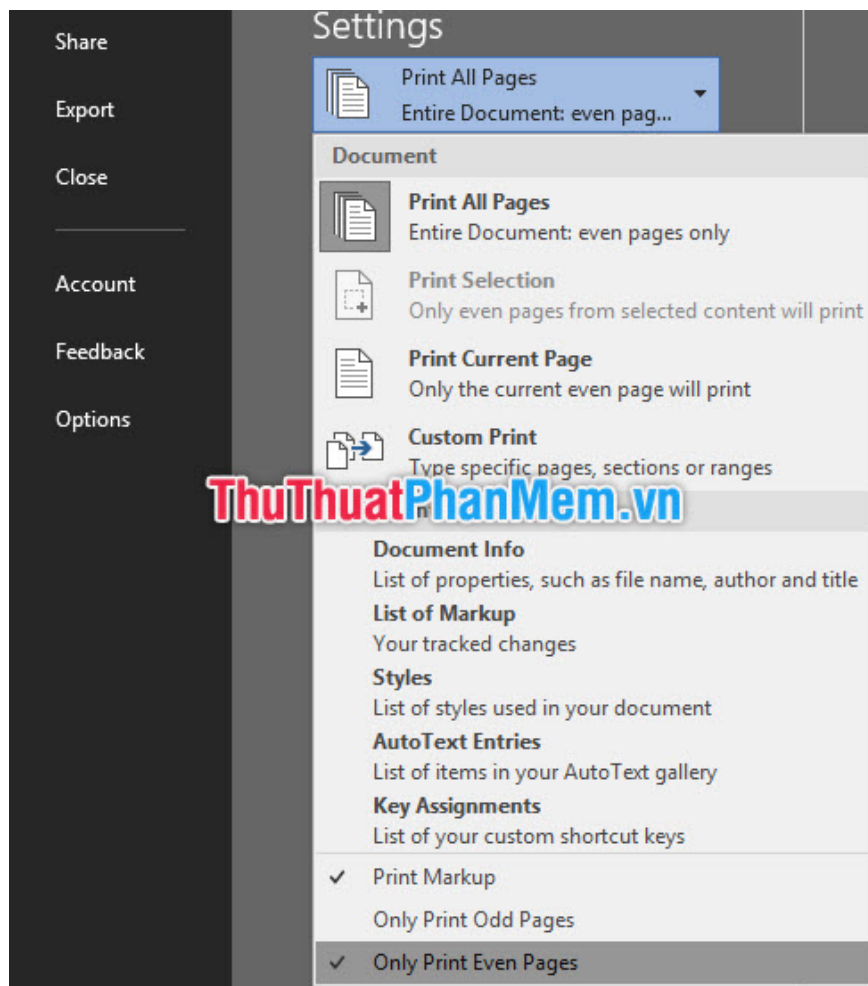 Share
Export
Close
Account
Feedback
Options
Settings
Print All Pages
Entire Document: even pag...
Document
Print All Pages
Entire Document: even pages only
Print Selection
Only even pages from selected content will print
Print Current Page
Only the current even page will print
Custom Print
Type specific pages, sections or ranges
ThuThuatPhanMem.vn
Document Info
List of properties, such as file name, author and title
List of Markup
Your tracked changes
Styles
List of styles used in your document
AutoText Entries
List of items in your AutoText gallery
Key Assignments
List of your custom shortcut keys
Print Markup
Only Print Odd Pages
Only Print Even Pages